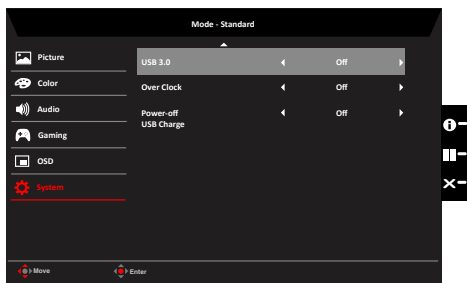 Mode - Standard
Picture
Color
Audio
Gaming
OSD
System
USB 3.0 Off
Over Clock Off
Power-off Off
USB Charge
Move Enter